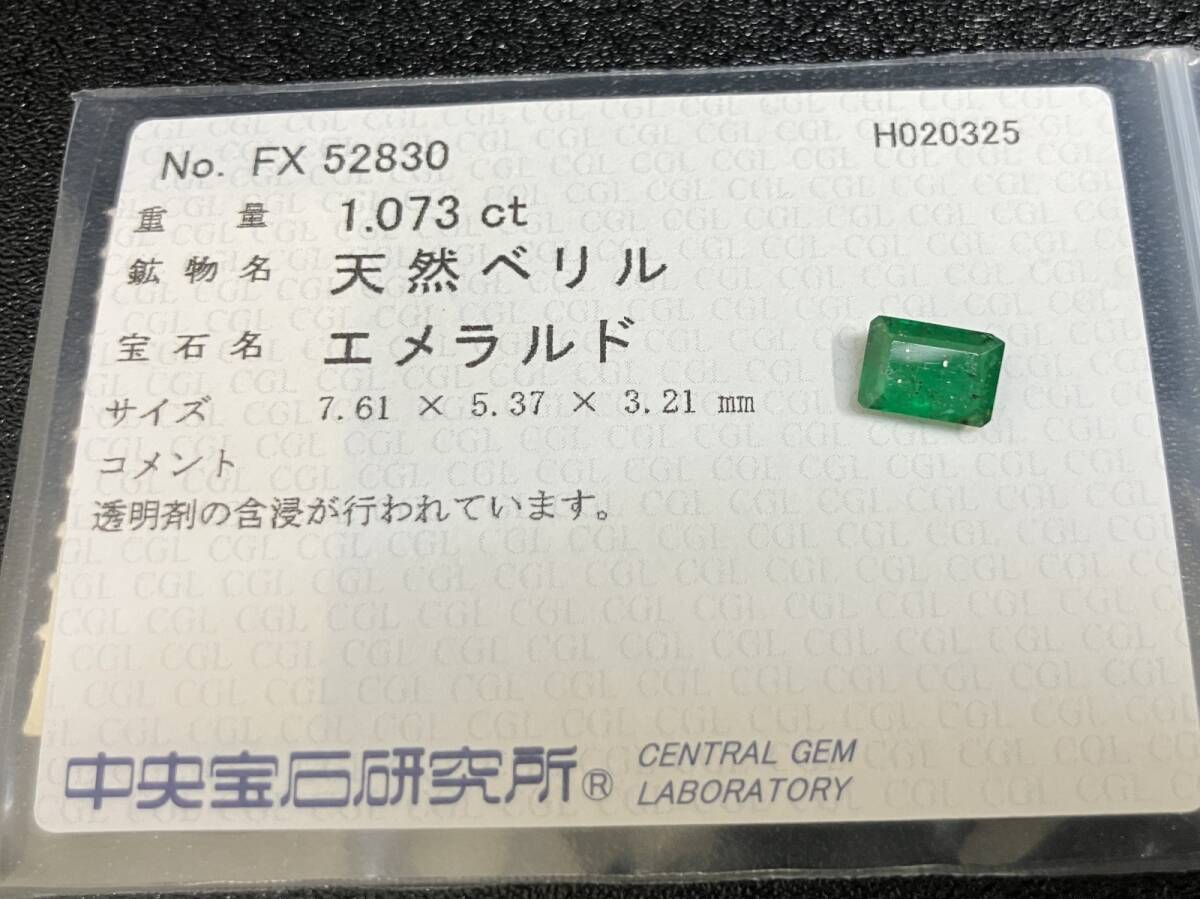 No. FX 52830
H020325
重量 1.073 ct
鉱物名 天然ベリル
宝石名 エメラルド
サイズ 7.61 × 5.37 × 3.21 mm
コメント
透明剤の含浸が行われています。
中央宝石研究所® CENTRAL GEM
LABORATORY